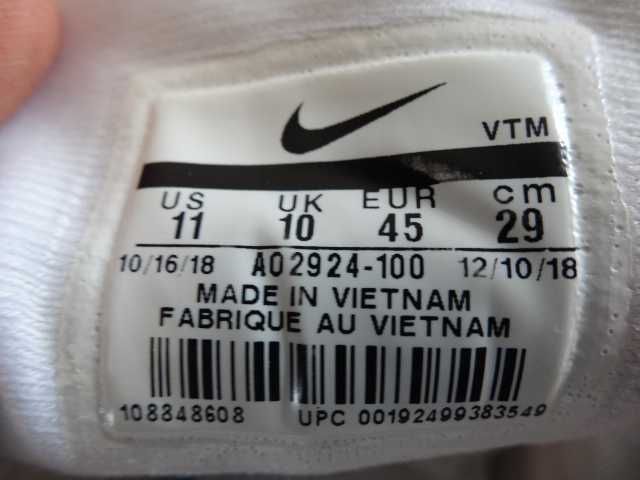 VTM
US UK EUR cm
11 10 45 29
10/16/18 AO2924-100 12/10/18
MADE IN VIETNAM
FABRIQUE AU VIETNAM
108848608 UPC 00192499383549